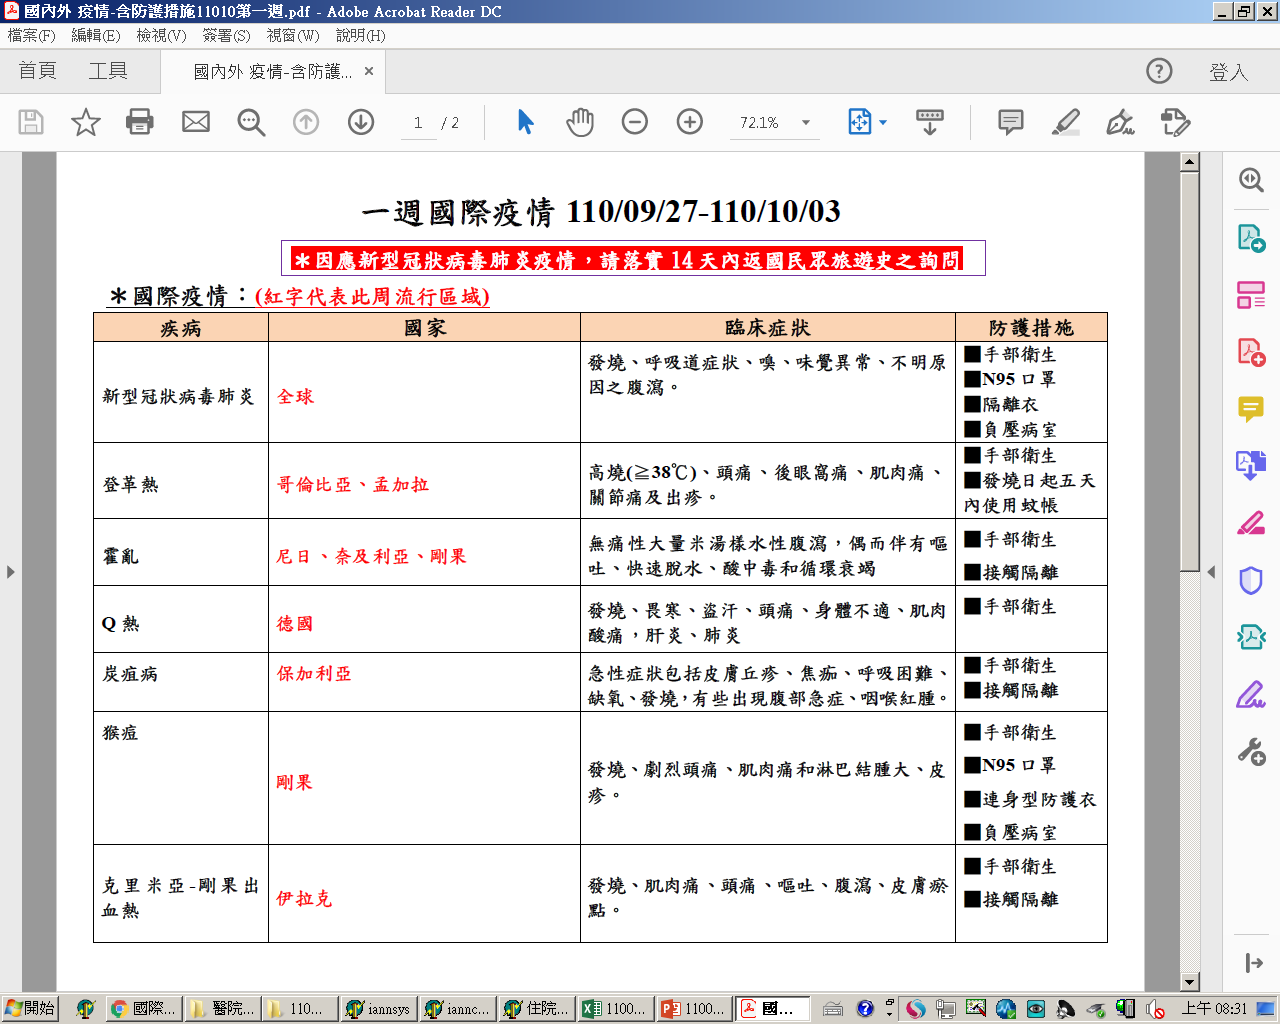 國內外 疫情-含防護措施11010第一週.pdf - Adobe Acrobat Reader DC
檔案(F) 編輯(E) 檢視(V) 簽署(S) 視窗(W) 說明(H)
首頁 工具 國內外 疫情-含防護... × 登入
1 / 2 72.1%
一週國際疫情 110/09/27-110/10/03
＊因應新型冠狀病毒肺炎疫情，請落實 14 天內返國民眾旅遊史之詢問
＊國際疫情：(紅字代表此周流行區域)
疾病 國家 臨床症狀 防護措施
新型冠狀病毒肺炎 全球
發燒、呼吸道症狀、嗅、味覺異常、不明原
因之腹瀉。
■手部衛生
■N95 口罩
■隔離衣
■負壓病室
登革熱 哥倫比亞、孟加拉
高燒(≧38℃)、頭痛、後眼窩痛、肌肉痛、
關節痛及出疹。
■手部衛生
■發燒日起五天
內使用蚊帳
霍亂 尼日、奈及利亞、剛果
無痛性大量米湯樣水性腹瀉，偶而伴有嘔
吐、快速脫水、酸中毒和循環衰竭
■手部衛生
■接觸隔離
Q 熱 德國
發燒、畏寒、盜汗、頭痛、身體不適、肌肉
酸痛，肝炎、肺炎
■手部衛生
炭疽病 保加利亞
急性症狀包括皮膚丘疹、焦痂、呼吸困難、
缺氧、發燒，有些出現腹部急症、咽喉紅腫。
■手部衛生
■接觸隔離
猴痘
剛果
發燒、劇烈頭痛、肌肉痛和淋巴結腫大、皮
疹。
■手部衛生
■N95 口罩
■連身型防護衣
■負壓病室
克里米亞-剛果出
血熱
伊拉克
發燒、肌肉痛、頭痛、嘔吐、腹瀉、皮膚瘀
點。
■手部衛生
■接觸隔離
開始 國際... 醫院... 110... iannsys iannc... 住院... 1100... 1100... 國... 上午 08:31